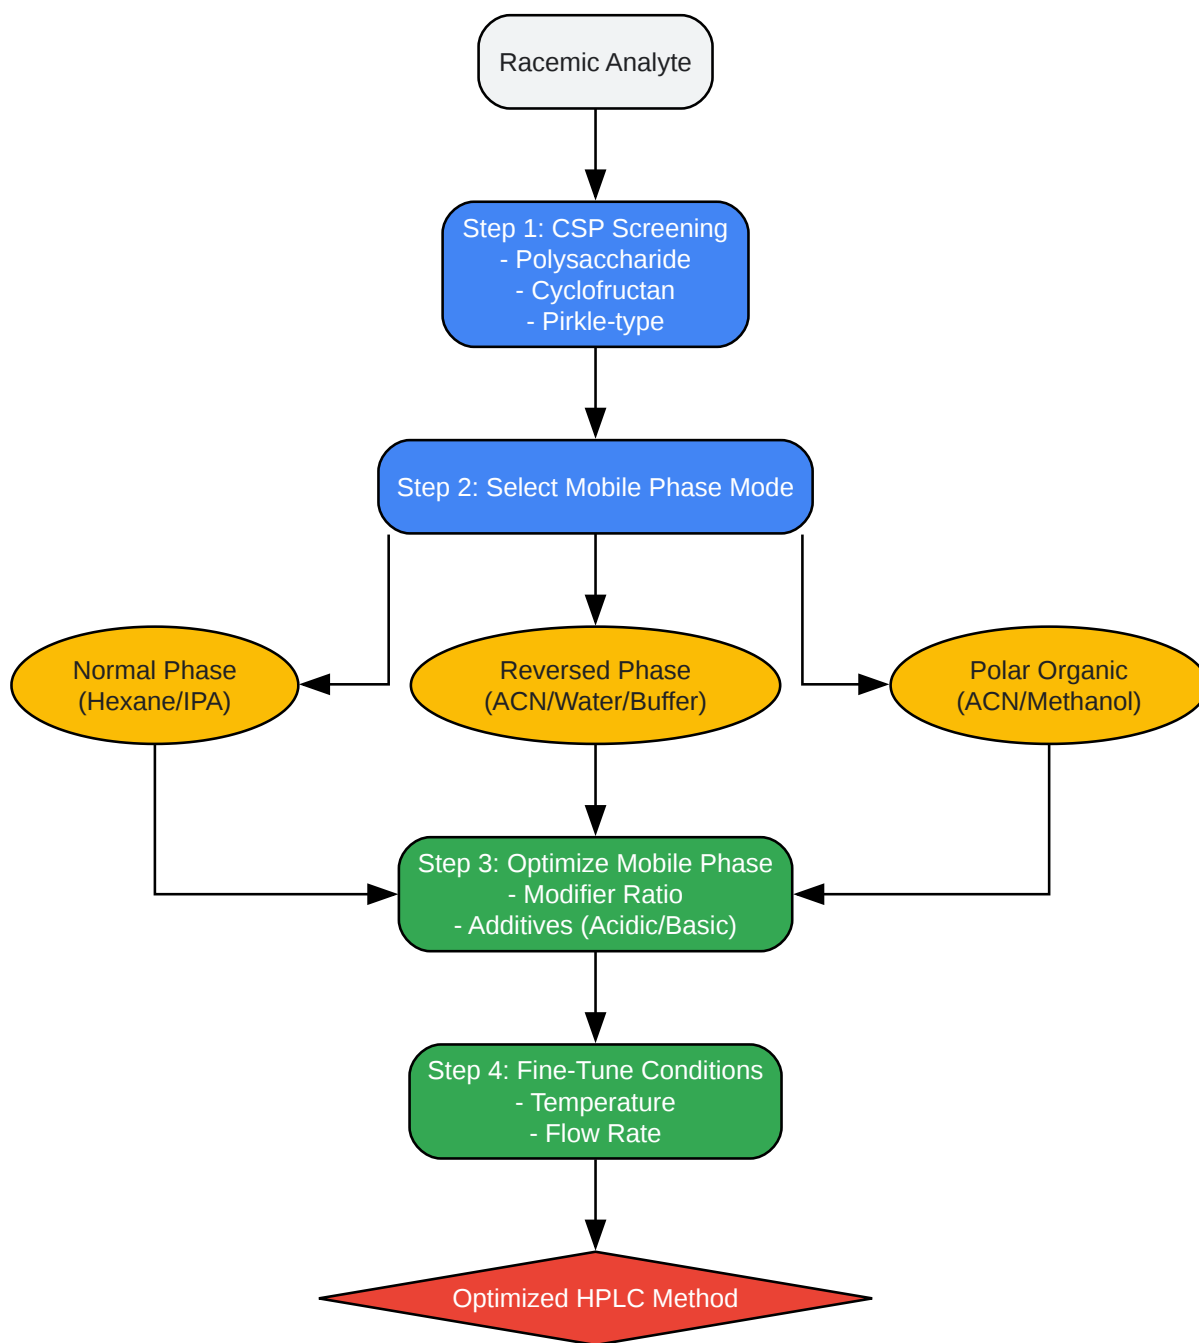 Racemic Analyte
Step 1: CSP Screening
- Polysaccharide
- Cyclofructan
- Pirkle-type
Step 2: Select Mobile Phase Mode
Normal Phase
(Hexane/IPA)
Reversed Phase
(ACN/Water/Buffer)
Polar Organic
(ACN/Methanol)
Step 3: Optimize Mobile Phase
- Modifier Ratio
- Additives (Acidic/Basic)
Step 4: Fine-Tune Conditions
- Temperature
- Flow Rate
Optimized HPLC Method